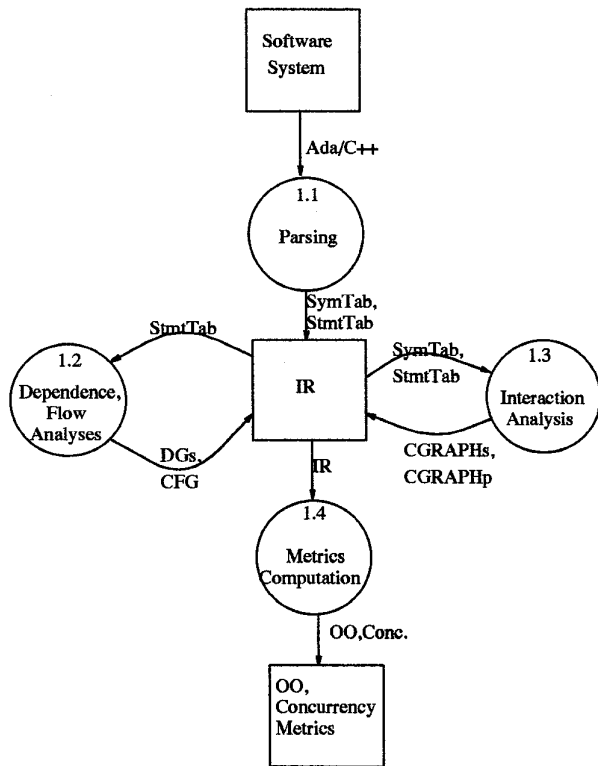 Software
System
Ada/C++
1.1
Parsing
SymTab,
StmtTab
StmtTab
1.2
Dependence,
Flow
Analyses
IR
SymTab,
StmtTab
1.3
Interaction
Analysis
DGs,
CFG
CGRAPHs,
CGRAPHp
IR
1.4
Metrics
Computation
OO,Conc.
OO,
Concurrency
Metrics